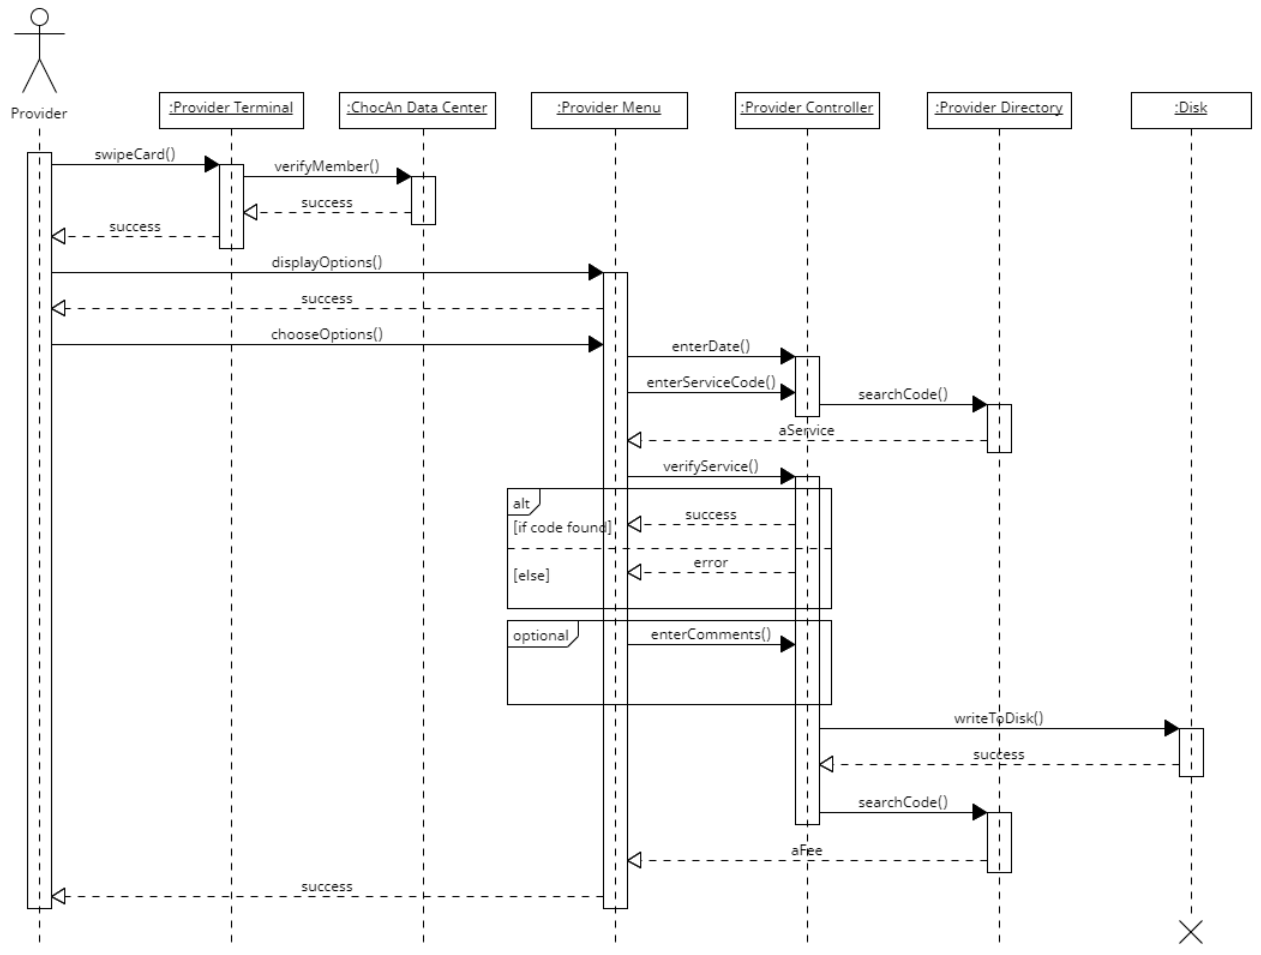 Provider
:Provider Terminal
:ChocAn Data Center
:Provider Menu
:Provider Controller
:Provider Directory
:Disk
swipeCard()
verifyMember()
success
success
displayOptions()
success
chooseOptions()
enterDate()
enterServiceCode()
searchCode()
aService
verifyService()
alt
success
[if code found]
error
[else]
optional
enterComments()
writeToDisk()
success
searchCode()
aFee
success